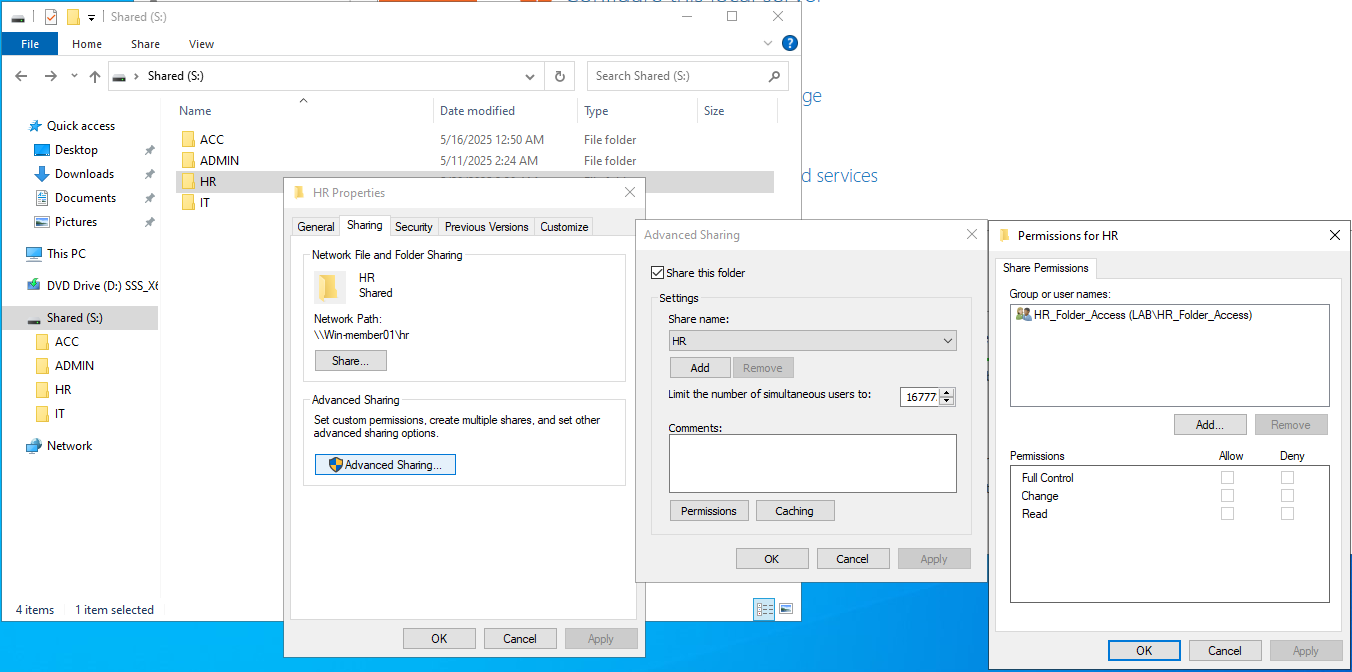 Shared (S:)
Configure this local server
File Home Share View
Shared (S:)
Search Shared (S:)
ge
d services
Name Date modified Type Size
ACC 5/16/2025 12:50 AM File folder
ADMIN 5/11/2025 2:24 AM File folder
HR
IT
Quick access
Desktop
Downloads
Documents
Pictures
This PC
DVD Drive (D:) SSS_X6
Shared (S:)
ACC
ADMIN
HR
IT
Network
4 items 1 item selected
HR Properties
General Sharing Security Previous Versions Customize
Network File and Folder Sharing
HR
Shared
Network Path:
\\Win-member01\hr
Share...
Advanced Sharing
Set custom permissions, create multiple shares, and set other
advanced sharing options.
Advanced Sharing...
OK Cancel Apply
Advanced Sharing
Share this folder
Settings
Share name:
HR
Add Remove
Limit the number of simultaneous users to: 16777
Comments:
Permissions Caching
OK Cancel Apply
Permissions for HR
Share Permissions
Group or user names:
HR_Folder_Access (LAB\HR_Folder_Access)
Add... Remove
Permissions Allow Deny
Full Control
Change
Read
OK Cancel Apply